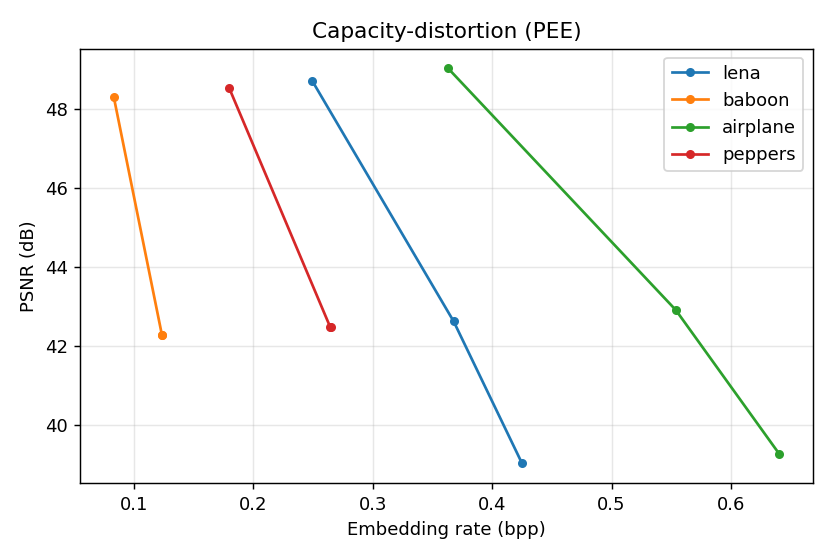 Capacity-distortion (PEE)
lena
baboon
airplane
peppers
48
46
44
42
40
PSNR (dB)
0.1 0.2 0.3 0.4 0.5 0.6
Embedding rate (bpp)